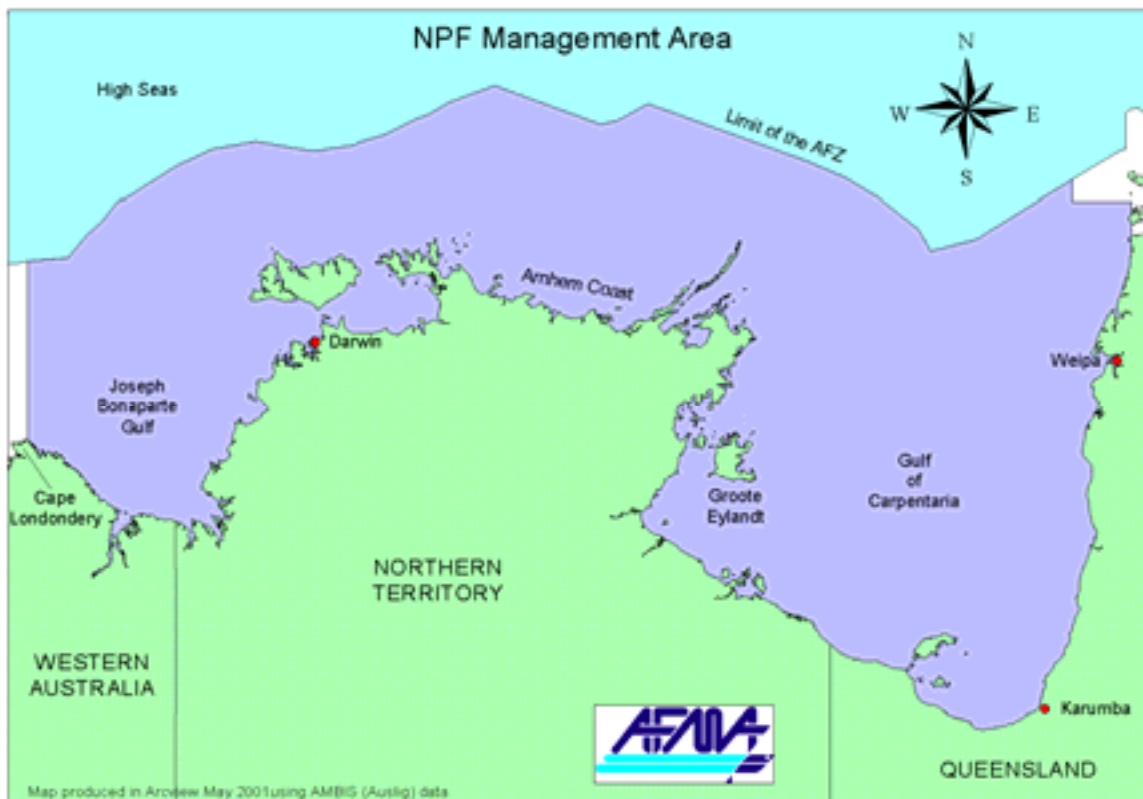 NPF Management Area
High Seas
Limit of the AFZ
N
W
E
S
Arnhem Coast
Darwin
Weipa
Joseph
Bonaparte
Gulf
Cape
Londondery
Groote
Eylandt
Gulf
of
Carpentaria
NORTHERN
TERRITORY
WESTERN
AUSTRALIA
Karumba
AFMA
QUEENSLAND
Map produced in Arcview May 2001using AMBIS (Auslig) data